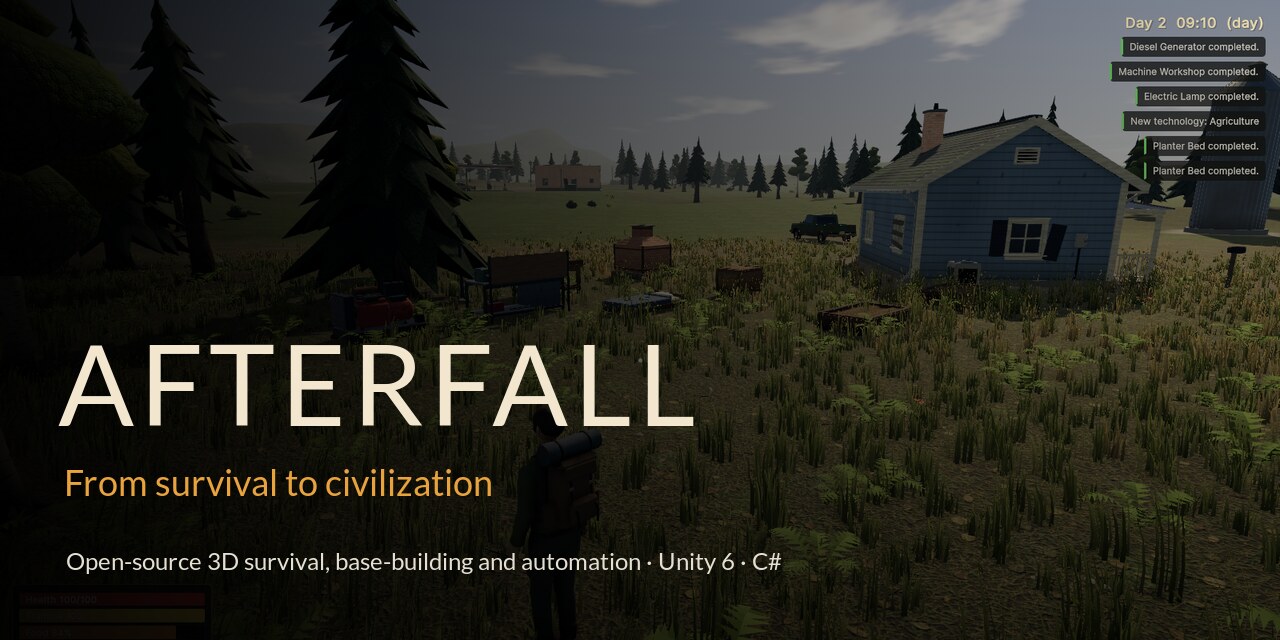 Day 2 09:10 (day)
Diesel Generator completed.
Machine Workshop completed.
Electric Lamp completed.
New technology: Agriculture
Planter Bed completed.
Planter Bed completed.
AFTERFALL
From survival to civilization
Open-source 3D survival, base-building and automation · Unity 6 · C#